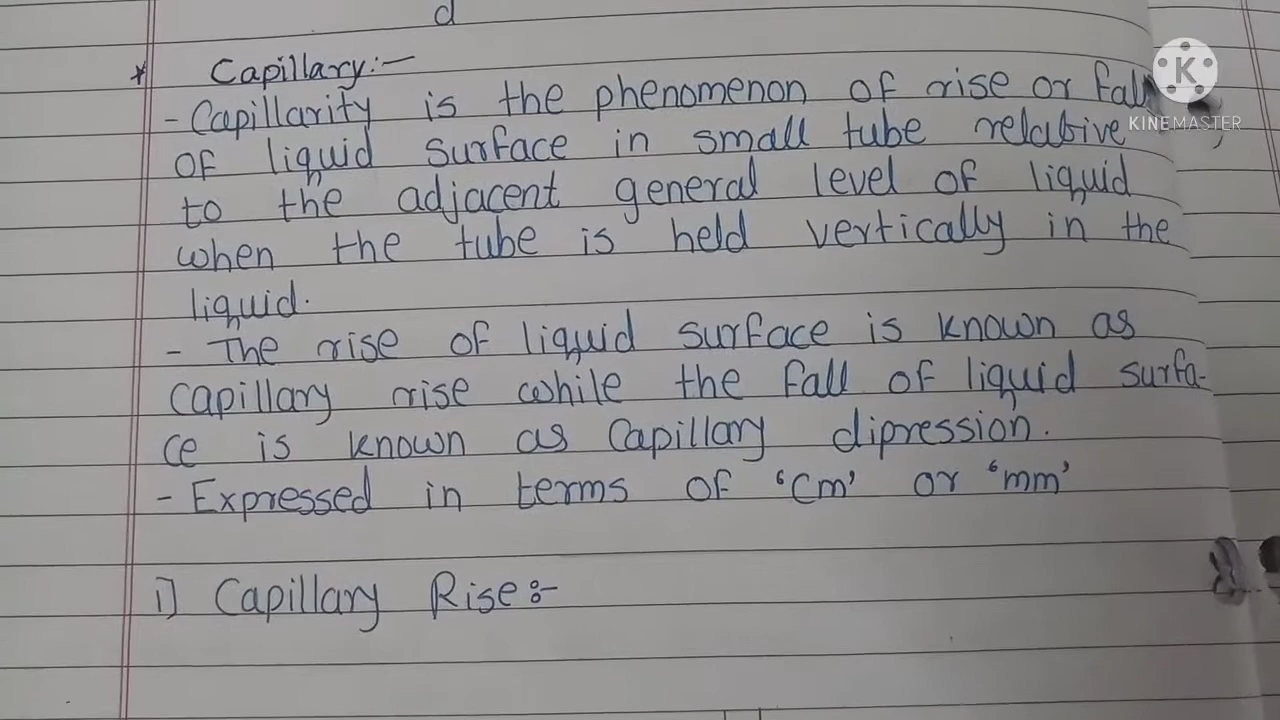 d
* Capillary:-
- Capillarity is the phenomenon of rise or fall
of liquid surface in small tube relative
to the adjacent general level of liquid
when the tube is held vertically in the
liquid.
- The rise of liquid surface is known as
capillary rise while the fall of liquid surfa-
ce is known as Capillary dipression.
- Expressed in terms of 'Cm' or 'mm'
i) Capillary Rise:-
K
KINEMASTER